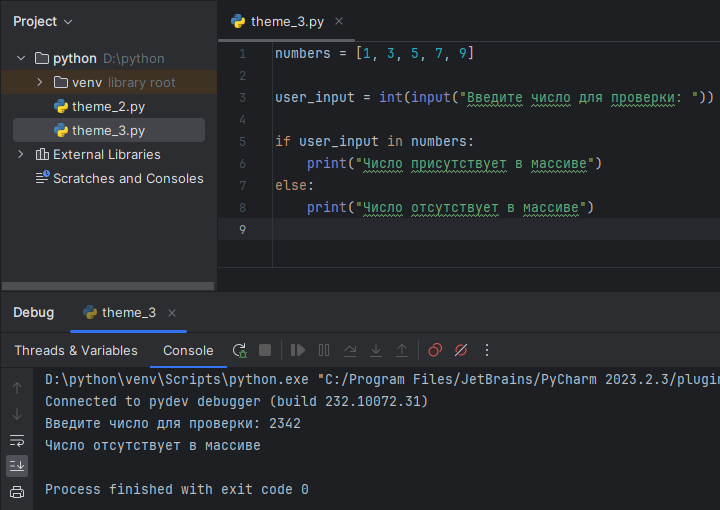 Project
python D:\python
venv library root
theme_2.py
theme_3.py
External Libraries
Scratches and Consoles
theme_3.py
1 numbers = [1, 3, 5, 7, 9]
2
3 user_input = int(input("Введите число для проверки: "))
4
5 if user_input in numbers:
6 print("Число присутствует в массиве")
7 else:
8 print("Число отсутствует в массиве")
9
Debug theme_3
Threads & Variables Console
D:\python\venv\Scripts\python.exe "C:/Program Files/JetBrains/PyCharm 2023.2.3/plugin
Connected to pydev debugger (build 232.10072.31)
Введите число для проверки: 2342
Число отсутствует в массиве
Process finished with exit code 0